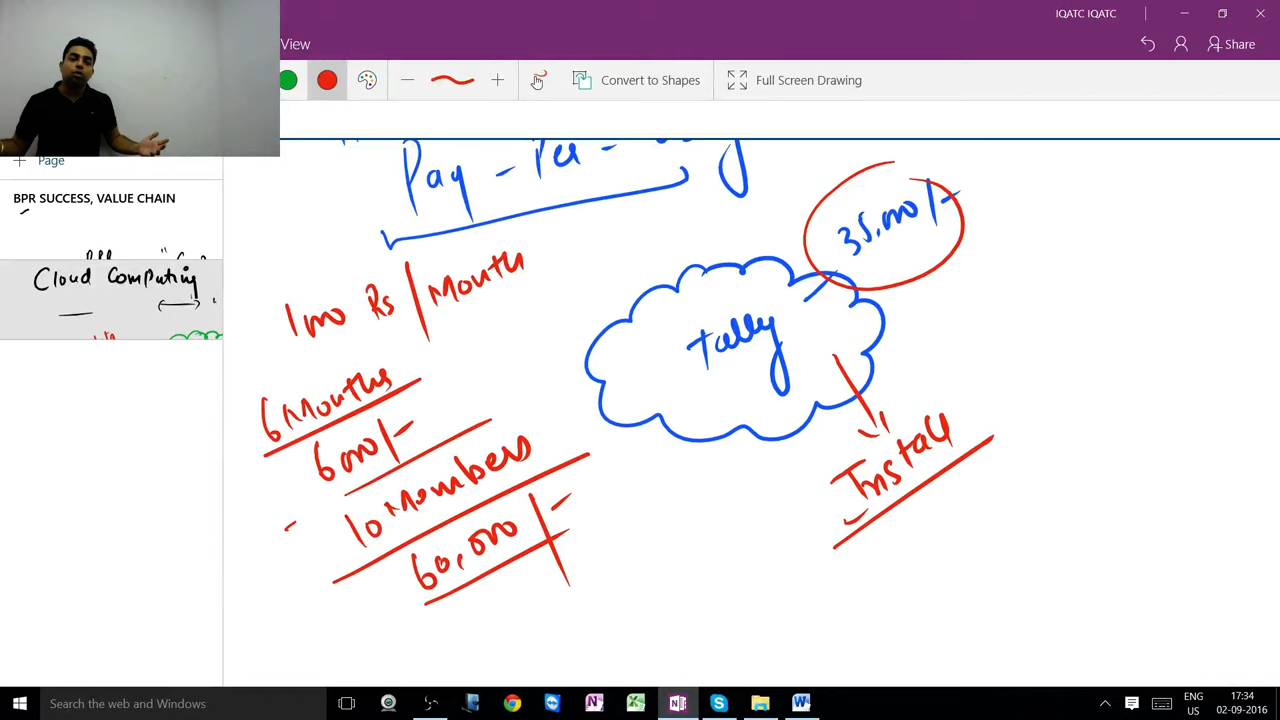 IQATC IQATC
View
Share
Convert to Shapes
Full Screen Drawing
Page
Pay - Per -
BPR SUCCESS, VALUE CHAIN
35,000/-
Cloud Computing
1000 Rs / Month
Tally
6 Months
6000/-
Install
10 Members
60,000/-
Search the web and Windows
ENG
US
17:34
02-09-2016